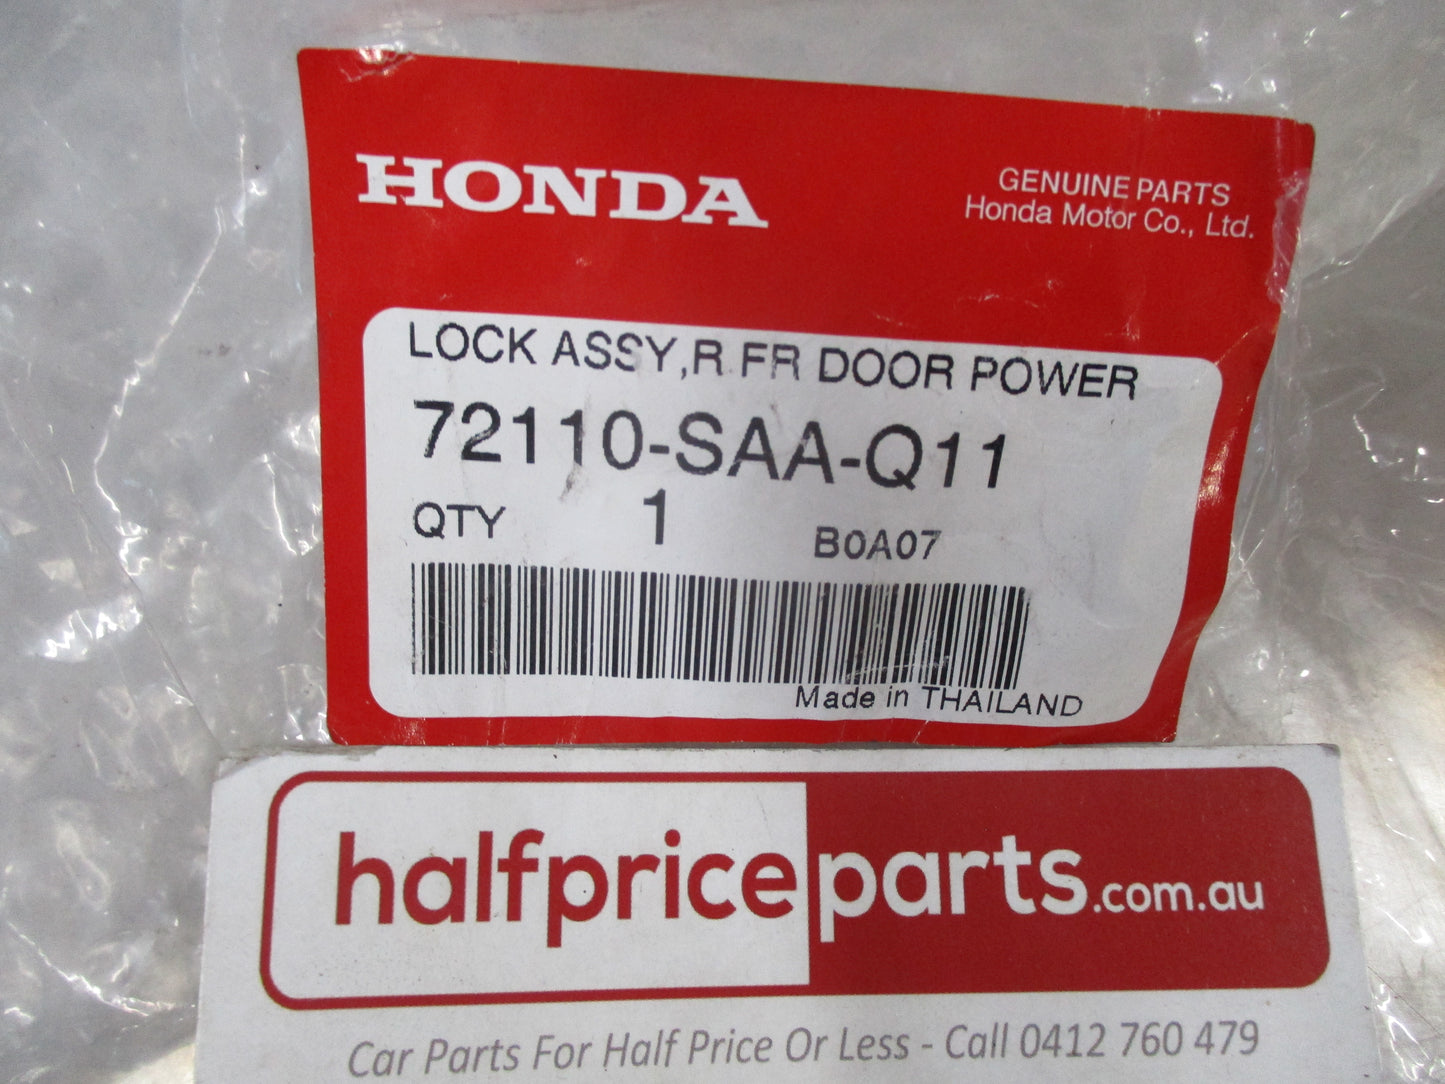 HONDA
GENUINE PARTS
Honda Motor Co., Ltd.
LOCK ASSY,R FR DOOR POWER
72110-SAA-Q11
QTY 1 B0A07
Made in THAILAND
halfpriceparts.com.au
Car Parts For Half Price Or Less - Call 0412 760 479